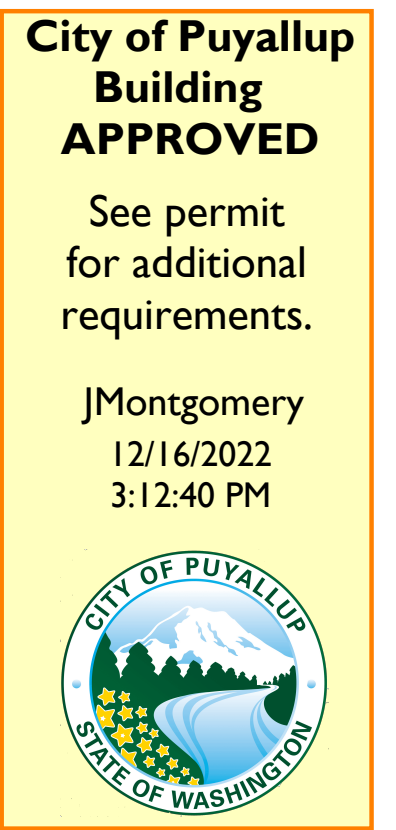 City of Puyallup
Building
APPROVED
See permit
for additional
requirements.
JMontgomery
12/16/2022
3:12:40 PM
CITY OF PUYALLUP
STATE OF WASHINGTON